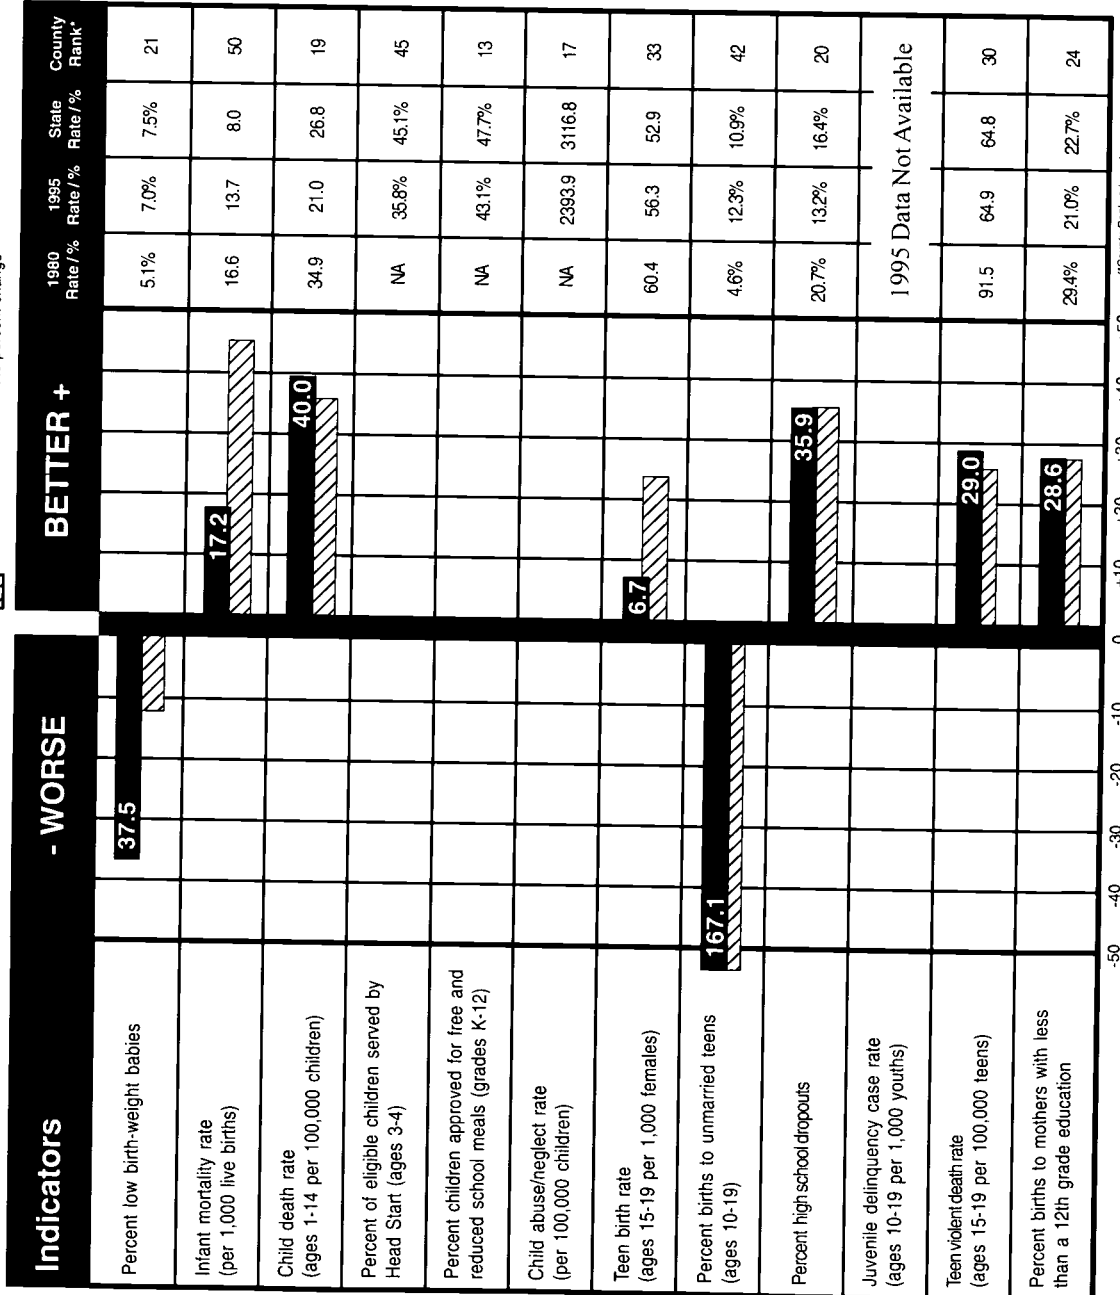 Indicators - WORSE BETTER + 1980 Rate / % 1995 Rate / % State Rate / % County Rank*
Percent low birth-weight babies 37.5 5.1% 7.0% 7.5% 21
Infant mortality rate
(per 1,000 live births) 17.2 16.6 13.7 8.0 50
Child death rate
(ages 1-14 per 100,000 children) 40.0 34.9 21.0 26.8 19
Percent of eligible children served by
Head Start (ages 3-4) NA 35.8% 45.1% 45
Percent children approved for free and
reduced school meals (grades K-12) NA 43.1% 47.7% 13
Child abuse/neglect rate
(per 100,000 children) NA 2393.9 3116.8 17
Teen birth rate
(ages 15-19 per 1,000 females) 6.7 60.4 56.3 52.9 33
Percent births to unmarried teens
(ages 10-19) 167.1 4.6% 12.3% 10.9% 42
Percent high school dropouts 35.9 20.7% 13.2% 16.4% 20
Juvenile delinquency case rate
(ages 10-19 per 1,000 youths) 1995 Data Not Available
Teen violent death rate
(ages 15-19 per 100,000 teens) 29.0 91.5 64.9 64.8 30
Percent births to mothers with less
than a 12th grade education 28.6 29.4% 21.0% 22.7% 24
-50 -40 -30 -20 -10 0